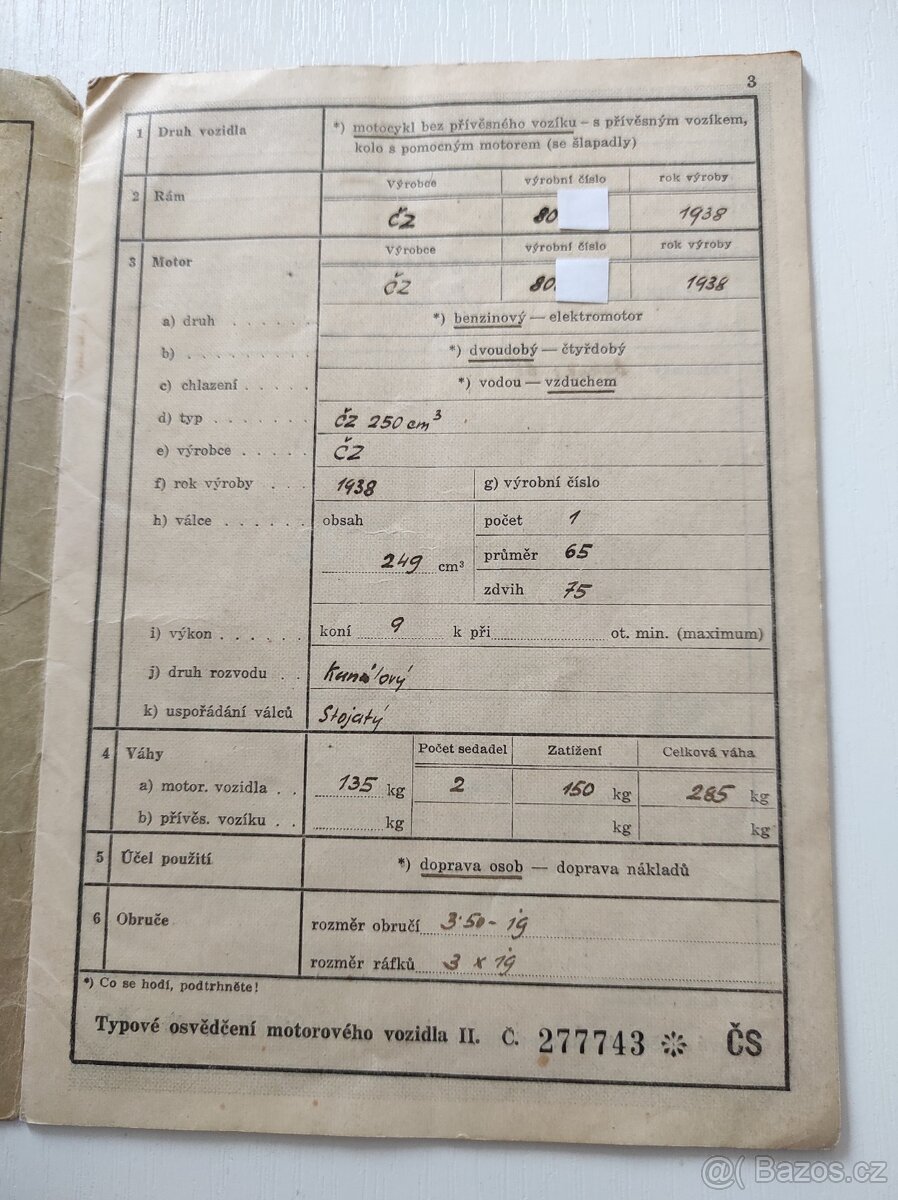 3
1 Druh vozidla *) motocykl bez přívěsného vozíku – s přívěsným vozíkem,
kolo s pomocným motorem (se šlapadly)
2 Rám Výrobce výrobní číslo rok výroby
ČZ 80 1938
3 Motor Výrobce výrobní číslo rok výroby
ČZ 80. 1938
a) druh . . . . . *) benzinový — elektromotor
b) . . . . . . . . *) dvoudobý — čtyřdobý
c) chlazení . . . . *) vodou — vzduchem
d) typ . . . . . . ČZ 250 cm³
e) výrobce . . . . ČZ
f) rok výroby . . . 1938 g) výrobní číslo
h) válce . . . . . obsah počet 1
249 cm³ průměr 65
zdvih 75
i) výkon . . . . . koní 9 k při ot. min. (maximum)
j) druh rozvodu . . Kanálový
k) uspořádání válců Stojatý
4 Váhy Počet sedadel Zatížení Celková váha
a) motor. vozidla . . 135 kg 2 150 kg 285 kg
b) přívěs. vozíku . . kg kg kg
5 Účel použití *) doprava osob — doprava nákladů
6 Obruče rozměr obručí 3·50 - 19
rozměr ráfků 3 x 19
*) Co se hodí, podtrhněte!
Typové osvědčení motorového vozidla II. Č. 277743 ČS
@( Bazos.cz